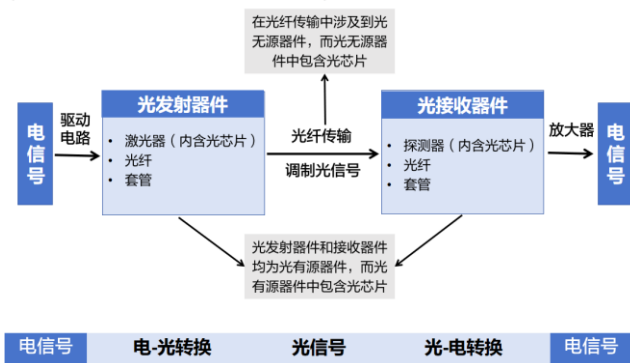 在光纤传输中涉及到光
无源器件，而光无源器
件中包含光芯片
电信号
驱动
电路
光发射器件
• 激光器（内含光芯片）
• 光纤
• 套管
光纤传输
调制光信号
光接收器件
• 探测器（内含光芯片）
• 光纤
• 套管
放大器
电信号
光发射器件和接收器件
均为光有源器件，而光
有源器件中包含光芯片
电信号
电-光转换
光信号
光-电转换
电信号